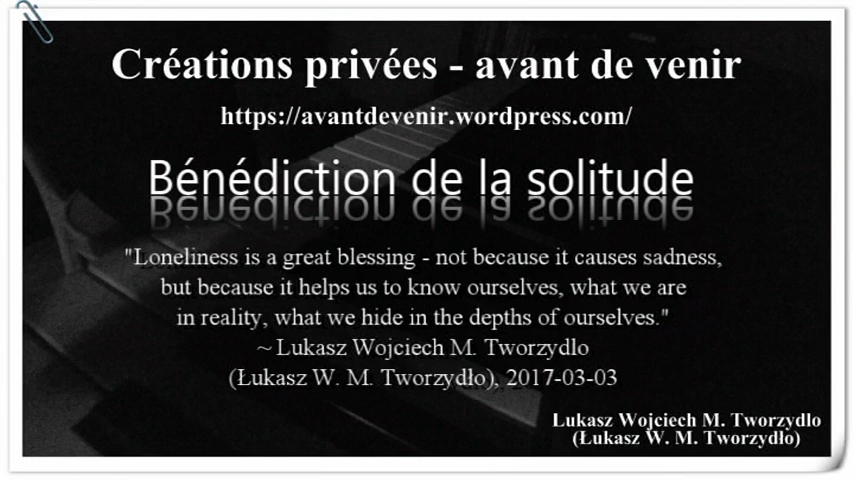 Créations privées - avant de venir
https://avantdevenir.wordpress.com/
Bénédiction de la solitude
"Loneliness is a great blessing - not because it causes sadness,
but because it helps us to know ourselves, what we are
in reality, what we hide in the depths of ourselves."
~ Lukasz Wojciech M. Tworzydlo
(Łukasz W. M. Tworzydło), 2017-03-03
Lukasz Wojciech M. Tworzydlo
(Łukasz W. M. Tworzydło)